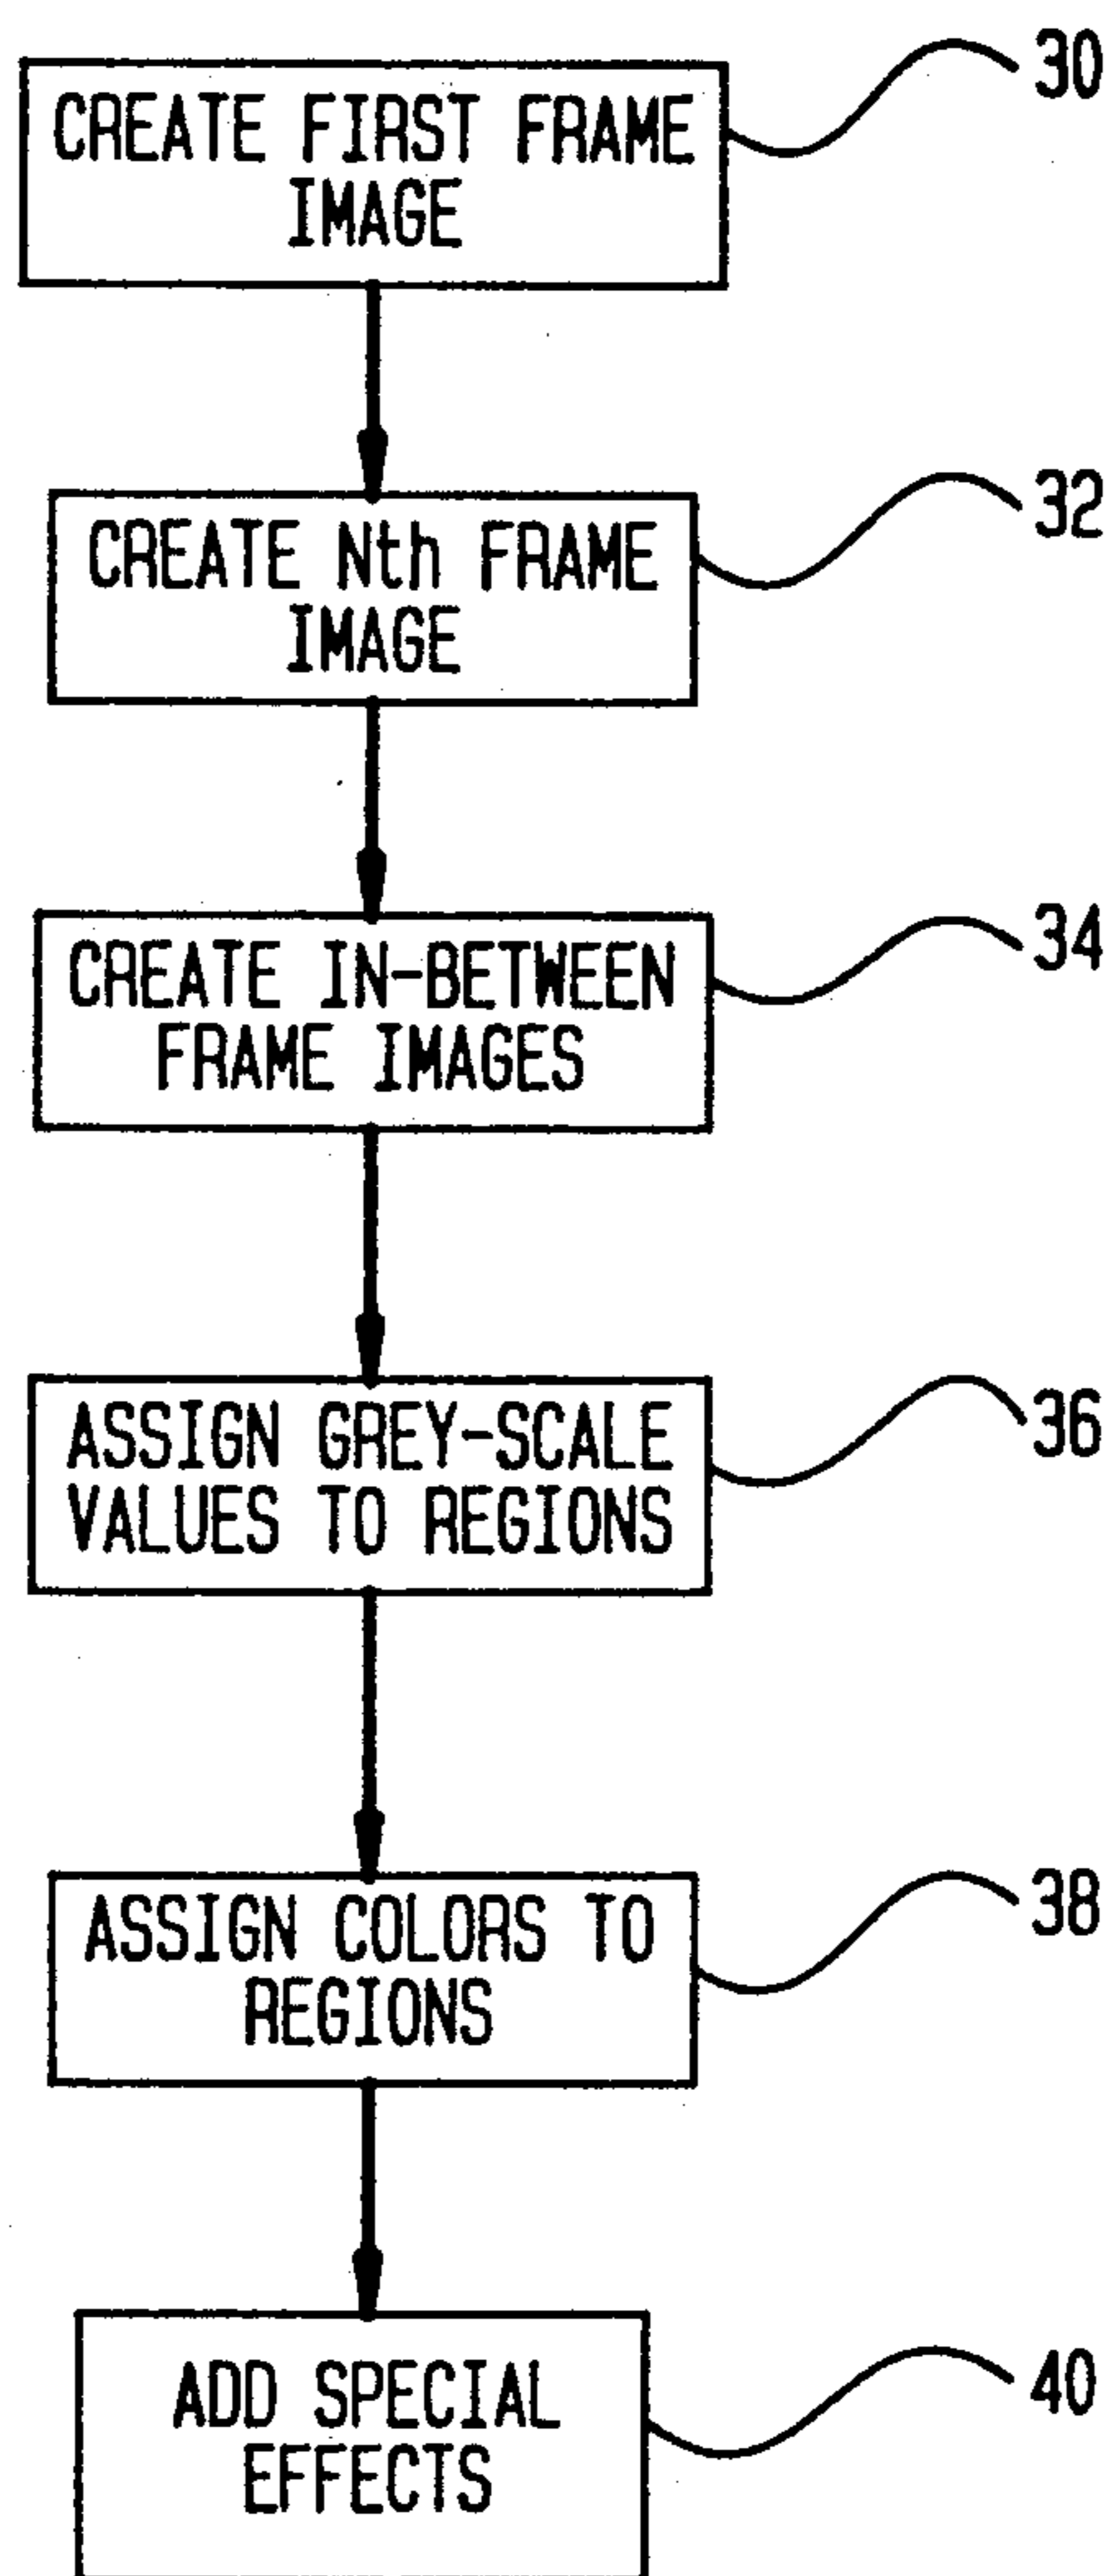 30
CREATE FIRST FRAME
IMAGE
32
CREATE Nth FRAME
IMAGE
34
CREATE IN-BETWEEN
FRAME IMAGES
36
ASSIGN GREY-SCALE
VALUES TO REGIONS
38
ASSIGN COLORS TO
REGIONS
40
ADD SPECIAL
EFFECTS